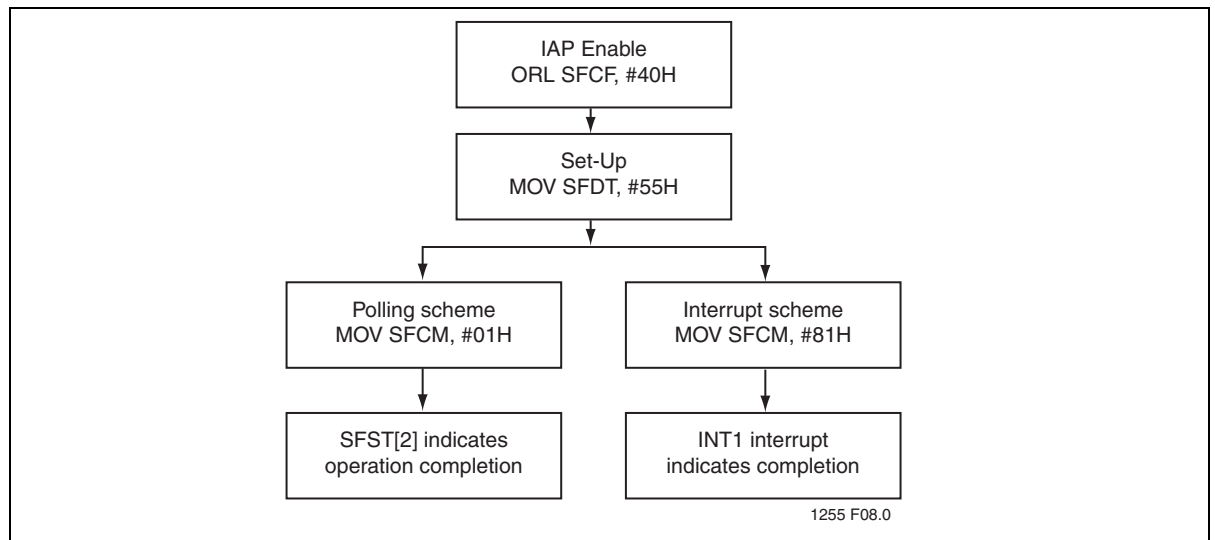 IAP Enable
ORL SFCF, #40H
Set-Up
MOV SFDT, #55H
Polling scheme
MOV SFCM, #01H
Interrupt scheme
MOV SFCM, #81H
SFST[2] indicates
operation completion
INT1 interrupt
indicates completion
1255 F08.0